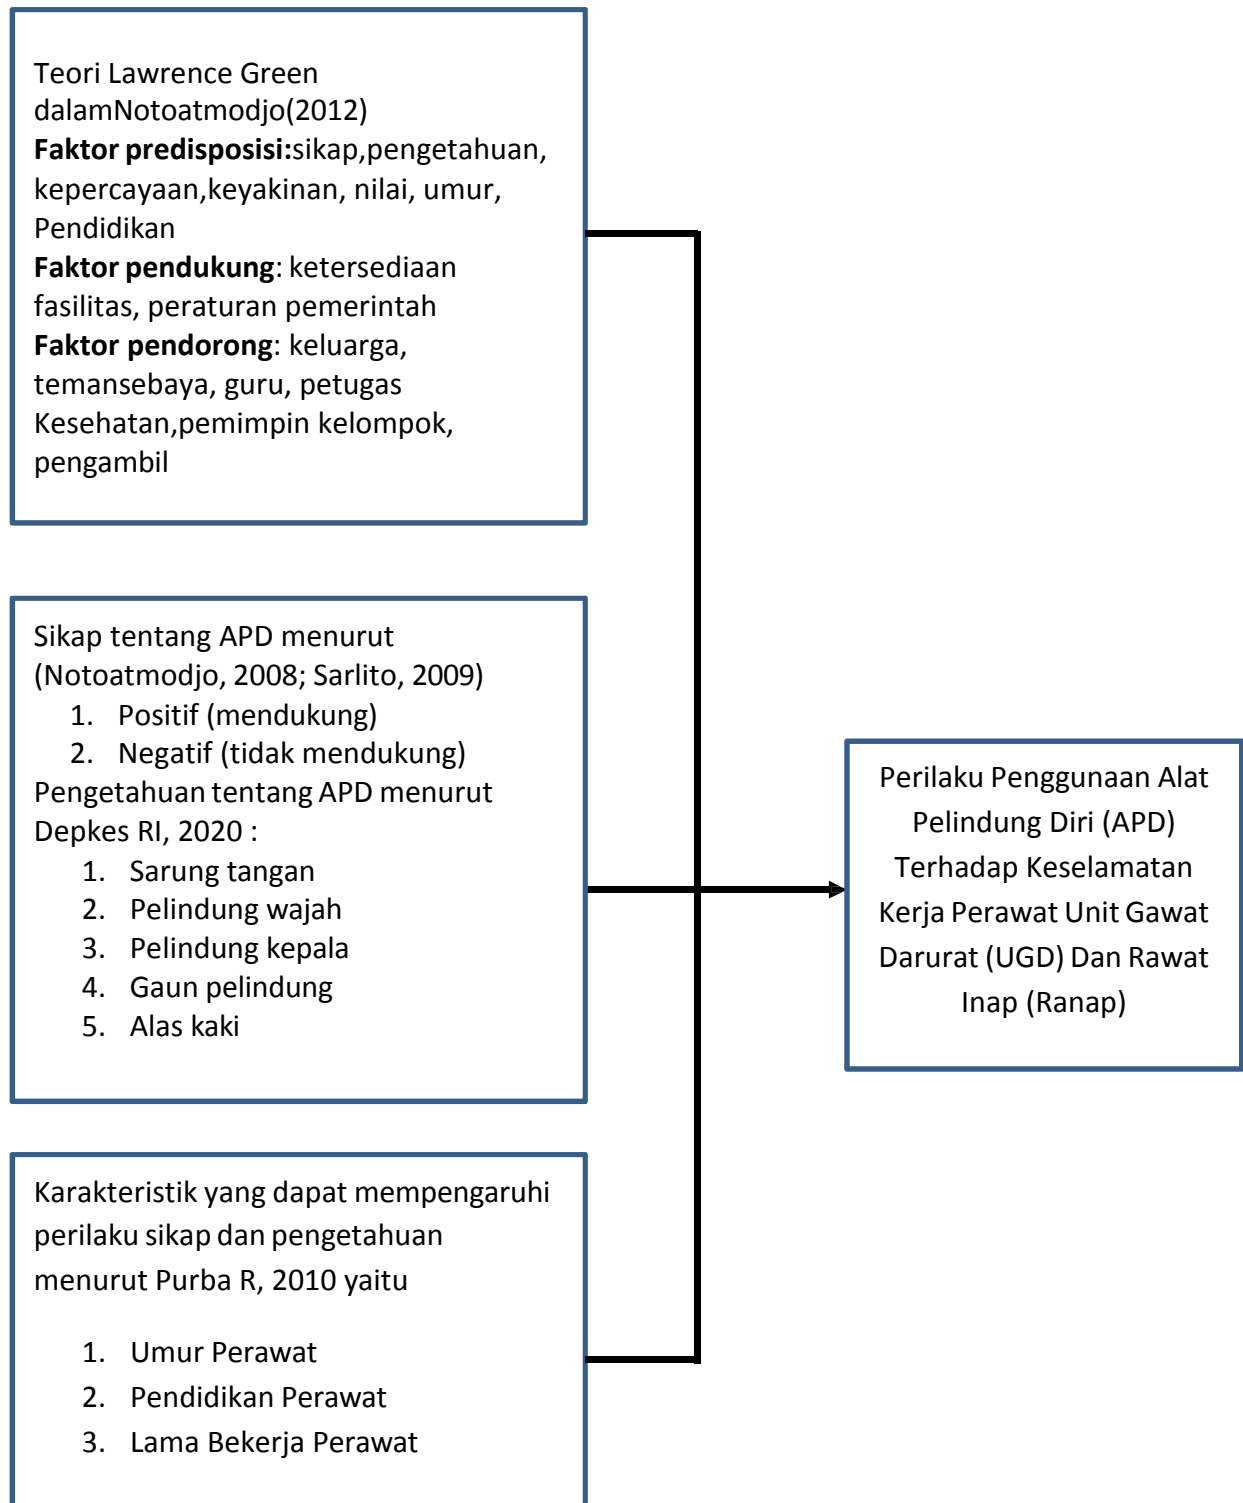 Teori Lawrence Green
dalamNotoatmodjo(2012)
Faktor predisposisi:sikap,pengetahuan,
kepercayaan,keyakinan, nilai, umur,
Pendidikan
Faktor pendukung: ketersediaan
fasilitas, peraturan pemerintah
Faktor pendorong: keluarga,
temansebaya, guru, petugas
Kesehatan,pemimpin kelompok,
pengambil
Sikap tentang APD menurut
(Notoatmodjo, 2008; Sarlito, 2009)
1. Positif (mendukung)
2. Negatif (tidak mendukung)
Pengetahuan tentang APD menurut
Depkes RI, 2020 :
1. Sarung tangan
2. Pelindung wajah
3. Pelindung kepala
4. Gaun pelindung
5. Alas kaki
Karakteristik yang dapat mempengaruhi
perilaku sikap dan pengetahuan
menurut Purba R, 2010 yaitu
1. Umur Perawat
2. Pendidikan Perawat
3. Lama Bekerja Perawat
Perilaku Penggunaan Alat
Pelindung Diri (APD)
Terhadap Keselamatan
Kerja Perawat Unit Gawat
Darurat (UGD) Dan Rawat
Inap (Ranap)